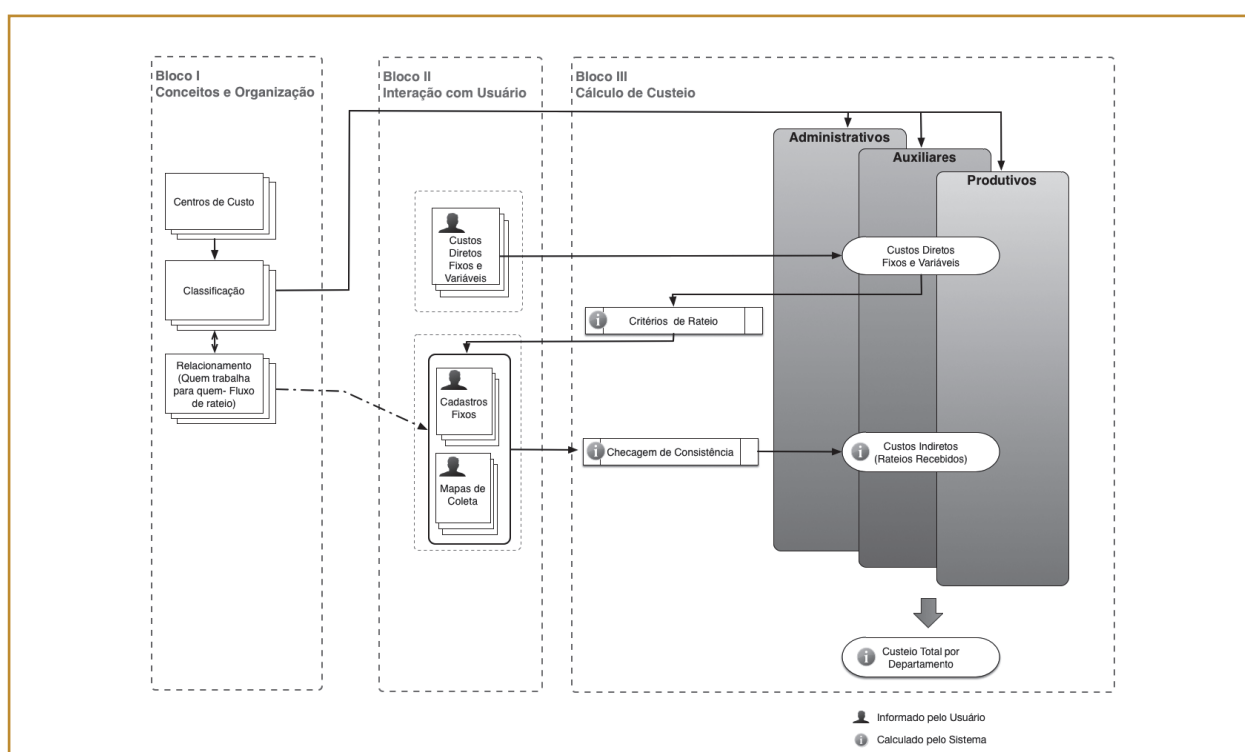 Bloco I
Conceitos e Organização
Bloco II
Interação com Usuário
Bloco III
Cálculo de Custeio
Administrativos
Auxiliares
Produtivos
Centros de Custo
Classificação
Relacionamento
(Quem trabalha
para quem- Fluxo
de rateio)
Custos
Diretos
Fixos e
Variáveis
Custos Diretos
Fixos e Variáveis
Critérios de Rateio
Cadastros
Fixos
Mapas de
Coleta
Checagem de Consistência
Custos Indiretos
(Rateios Recebidos)
Custeio Total por
Departamento
Informado pelo Usuário
Calculado pelo Sistema